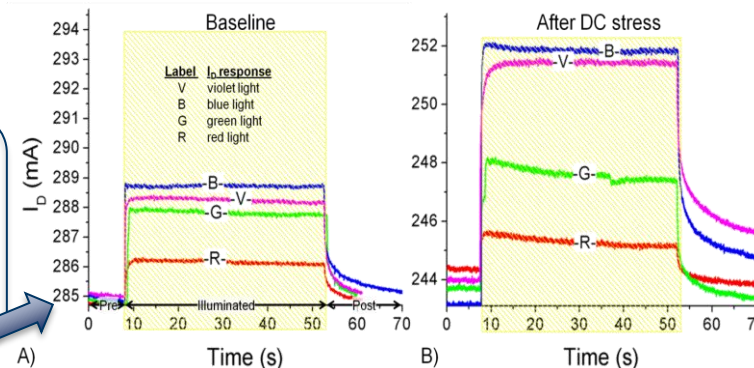 Baseline
294
293
292
291
290
289
288
287
286
285
I_D (mA)
Label I_D response
V violet light
B blue light
G green light
R red light
-B-
-V-
-G-
-R-
Pre
Illuminated
Post
0 10 20 30 40 50 60 70
Time (s)
A)
After DC stress
252
250
248
246
244
-B-
-V-
-G-
-R-
0 10 20 30 40 50 60 70
Time (s)
B)